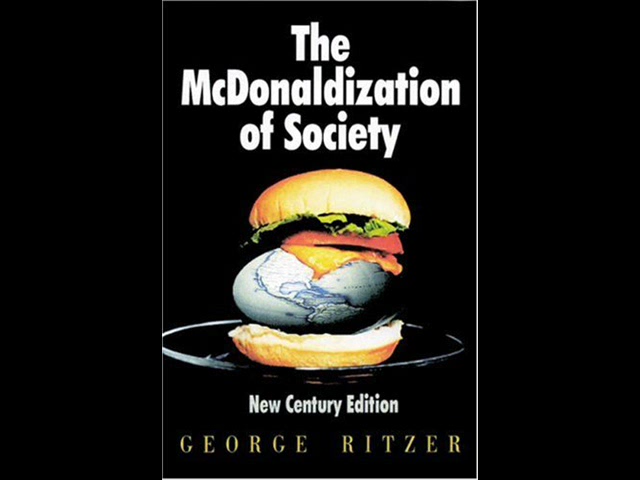 The
McDonaldization
of Society
New Century Edition
GEORGE RITZER